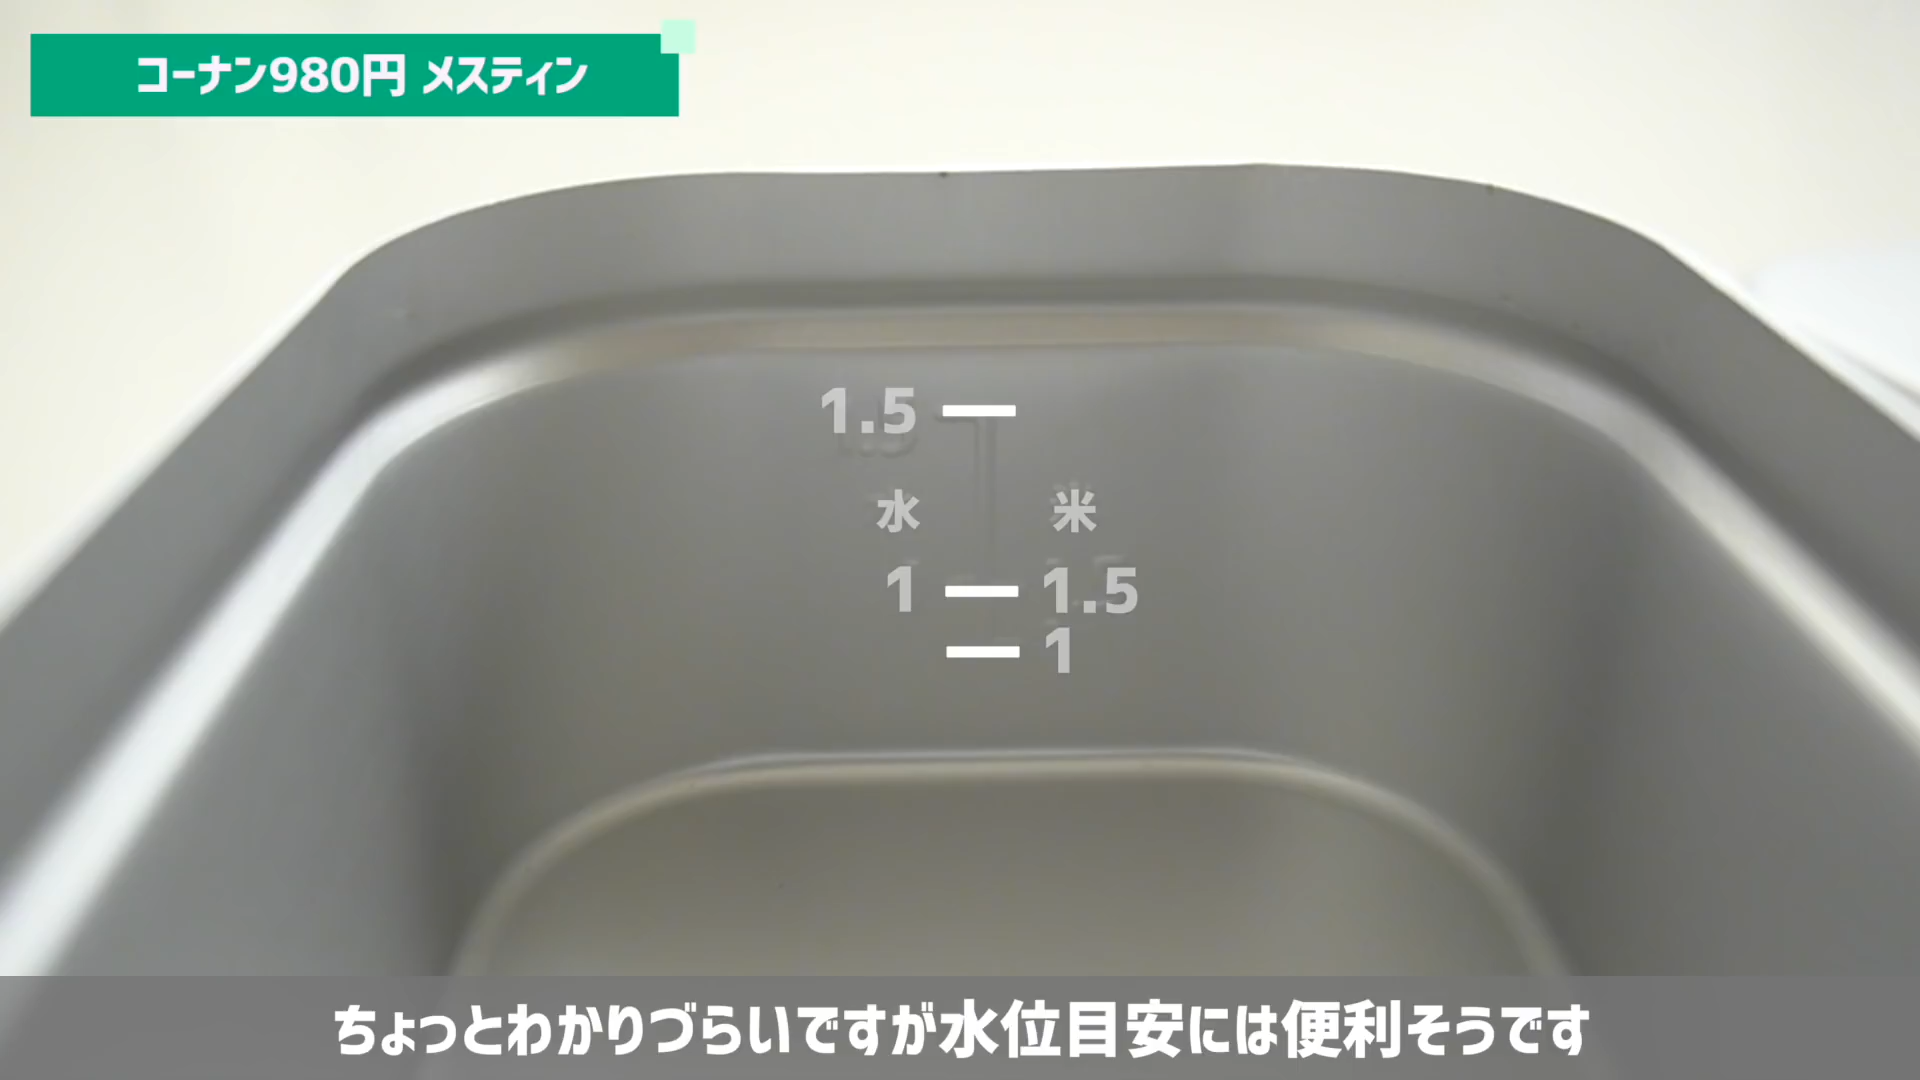 コーナン980円 メスティン
1.5
水 米
1 1.5
1
ちょっとわかりづらいですが水位目安には便利そうです